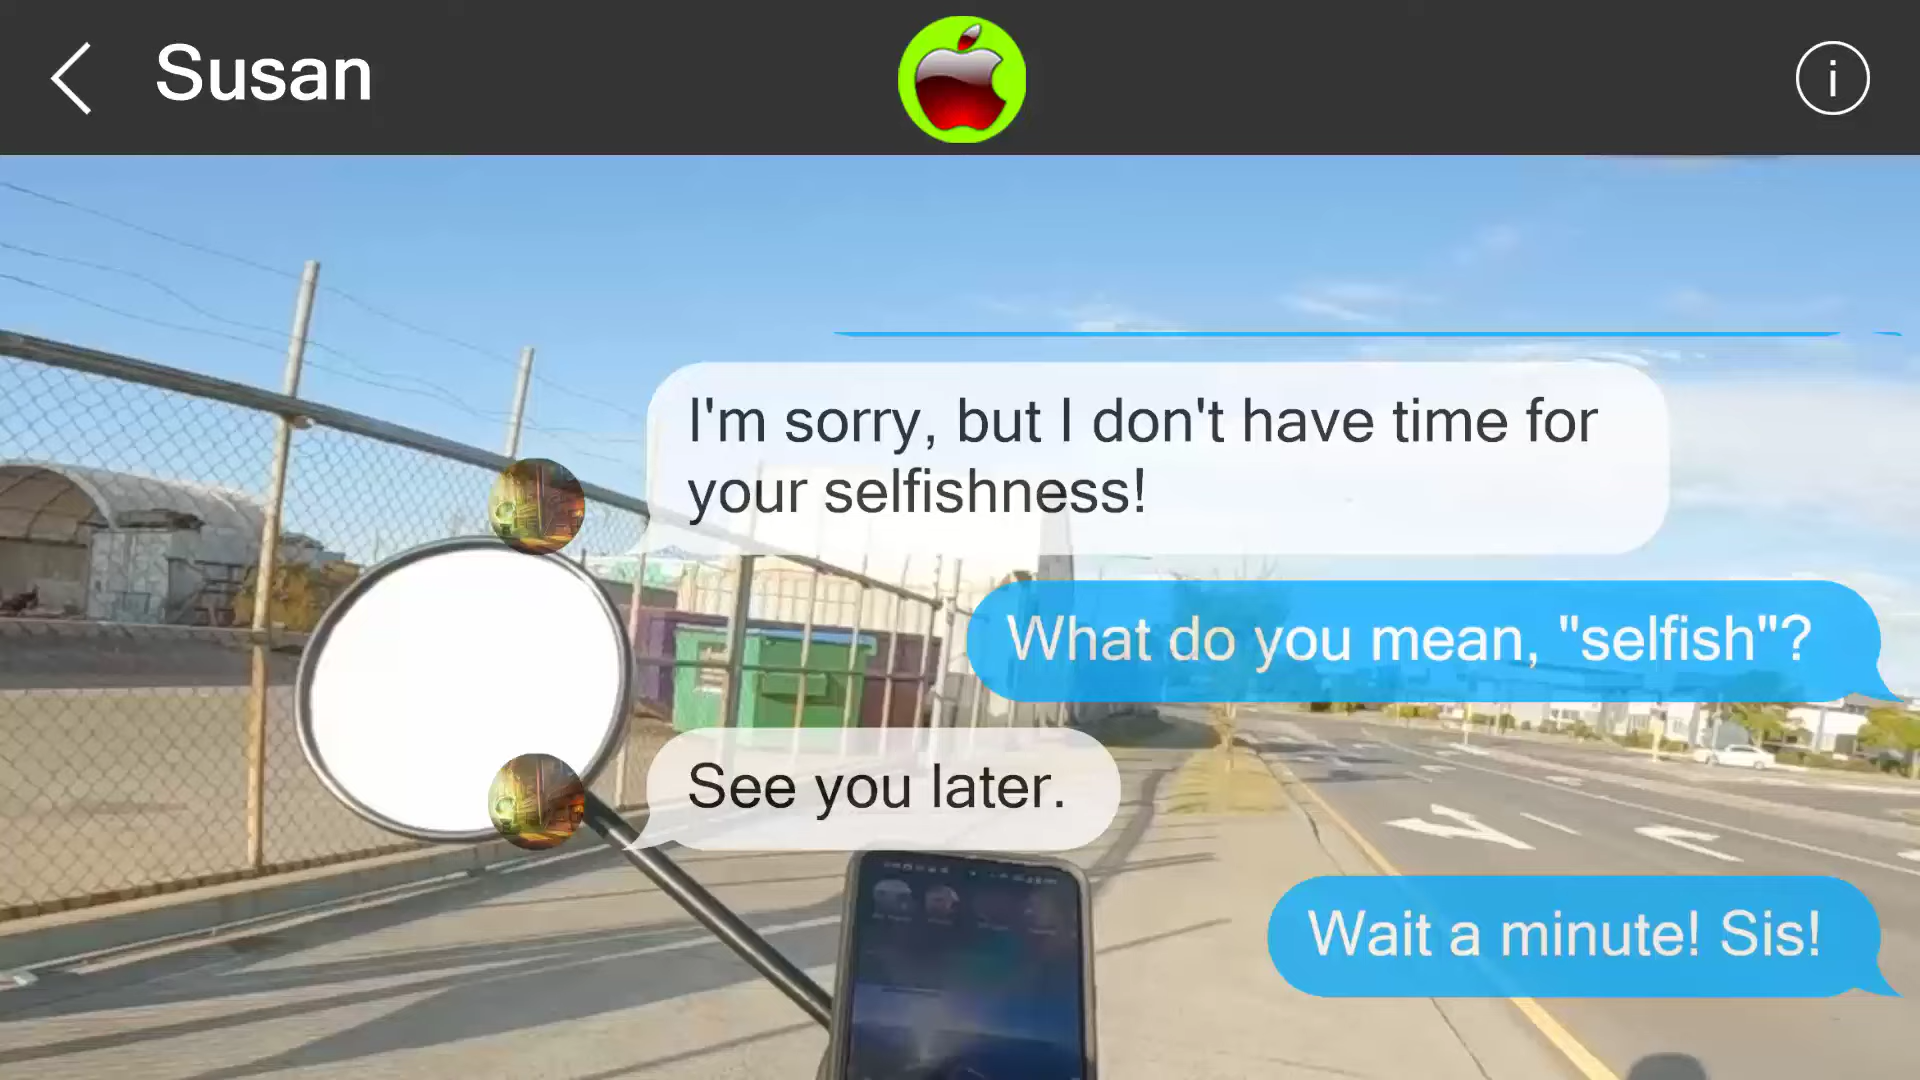 Susan
I'm sorry, but I don't have time for
your selfishness!
What do you mean, "selfish"?
See you later.
Wait a minute! Sis!